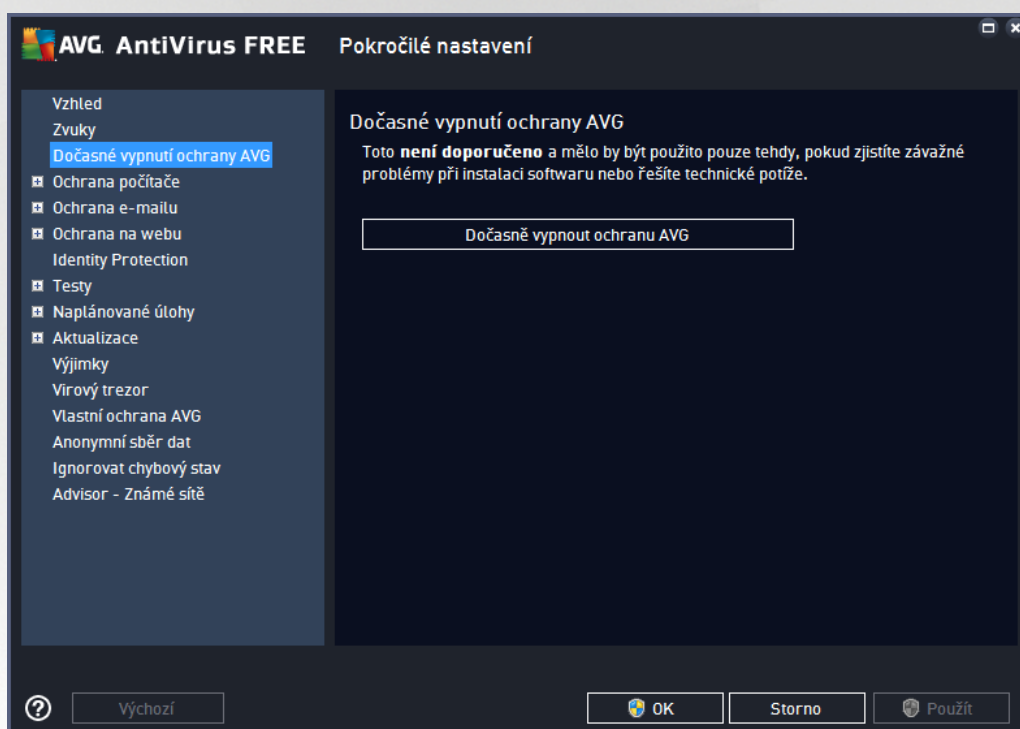 AVG. AntiVirus FREE
Pokročilé nastavení
Vzhled
Zvuky
Dočasné vypnutí ochrany AVG
Ochrana počítače
Ochrana e-mailu
Ochrana na webu
Identity Protection
Testy
Naplánované úlohy
Aktualizace
Výjimky
Virový trezor
Vlastní ochrana AVG
Anonymní sběr dat
Ignorovat chybový stav
Advisor - Známé sítě
Dočasné vypnutí ochrany AVG
Toto není doporučeno a mělo by být použito pouze tehdy, pokud zjistíte závažné
problémy při instalaci softwaru nebo řešíte technické potíže.
Dočasně vypnout ochranu AVG
Výchozí
OK
Storno
Použít